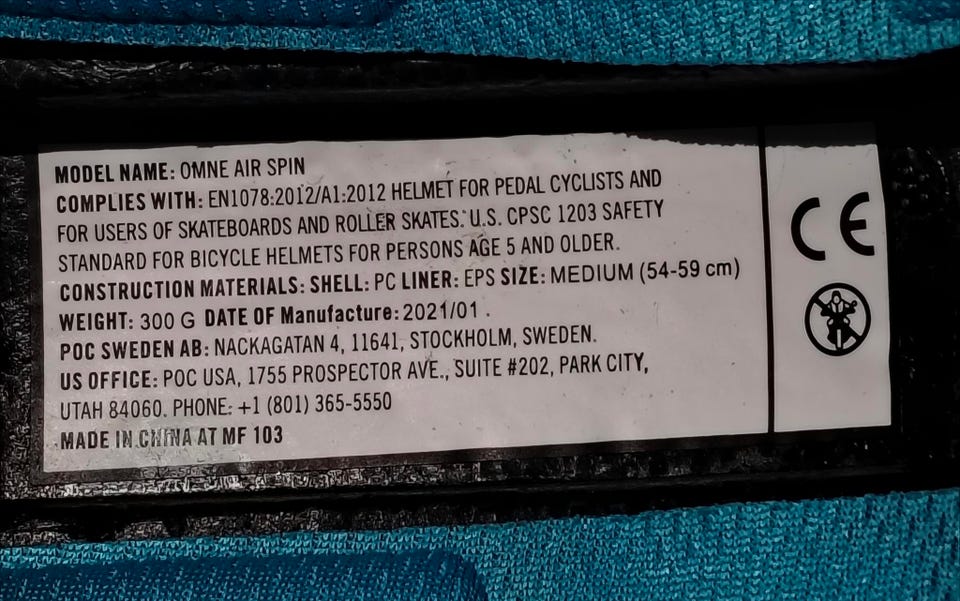 MODEL NAME: OMNE AIR SPIN
COMPLIES WITH: EN1078:2012/A1:2012 HELMET FOR PEDAL CYCLISTS AND
FOR USERS OF SKATEBOARDS AND ROLLER SKATES. U.S. CPSC 1203 SAFETY
STANDARD FOR BICYCLE HELMETS FOR PERSONS AGE 5 AND OLDER.
CONSTRUCTION MATERIALS: SHELL: PC LINER: EPS SIZE: MEDIUM (54-59 cm)
WEIGHT: 300 G DATE OF Manufacture: 2021/01 .
POC SWEDEN AB: NACKAGATAN 4, 11641, STOCKHOLM, SWEDEN.
US OFFICE: POC USA, 1755 PROSPECTOR AVE., SUITE #202, PARK CITY,
UTAH 84060. PHONE: +1 (801) 365-5550
MADE IN CHINA AT MF 103
CE